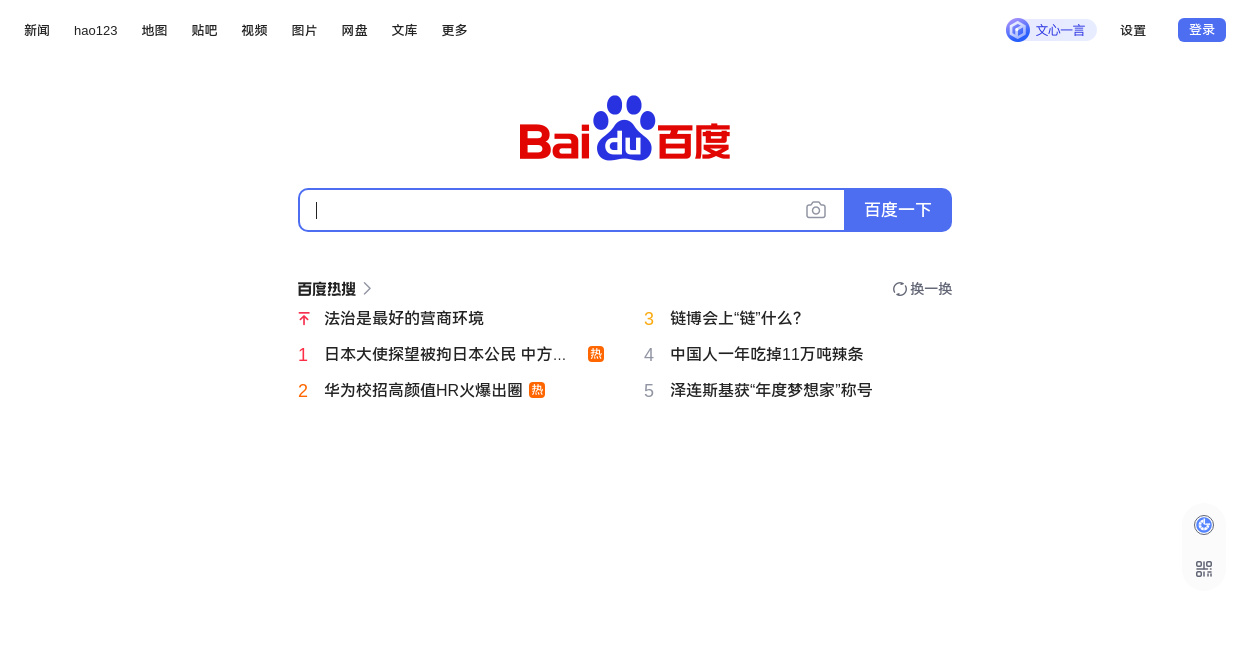 新闻 hao123 地图 贴吧 视频 图片 网盘 文库 更多 文心一言 设置 登录
Bai du 百度
百度一下
百度热搜 换一换
法治是最好的营商环境
3 链博会上“链”什么？
1 日本大使探望被拘日本公民 中方... 热
4 中国人一年吃掉11万吨辣条
2 华为校招高颜值HR火爆出圈 热
5 泽连斯基获“年度梦想家”称号